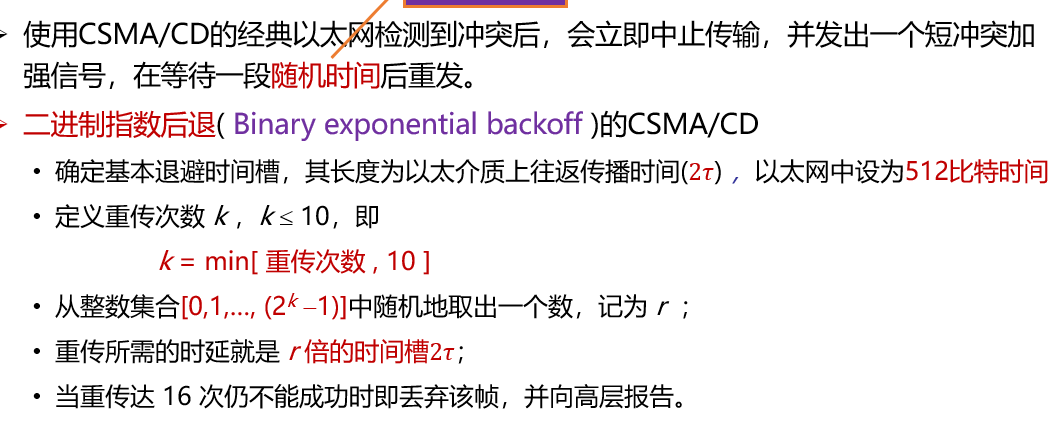 使用CSMA/CD的经典以太网检测到冲突后，会立即中止传输，并发出一个短冲突加
强信号，在等待一段随机时间后重发。
二进制指数后退( Binary exponential backoff )的CSMA/CD
• 确定基本退避时间槽，其长度为以太介质上往返传播时间(2τ) ，以太网中设为512比特时间
• 定义重传次数 k ，k ≤ 10，即
k = min[ 重传次数 , 10 ]
• 从整数集合[0,1,..., (2ᵏ –1)]中随机地取出一个数，记为 r ；
• 重传所需的时延就是 r 倍的时间槽2τ；
• 当重传达 16 次仍不能成功时即丢弃该帧，并向高层报告。